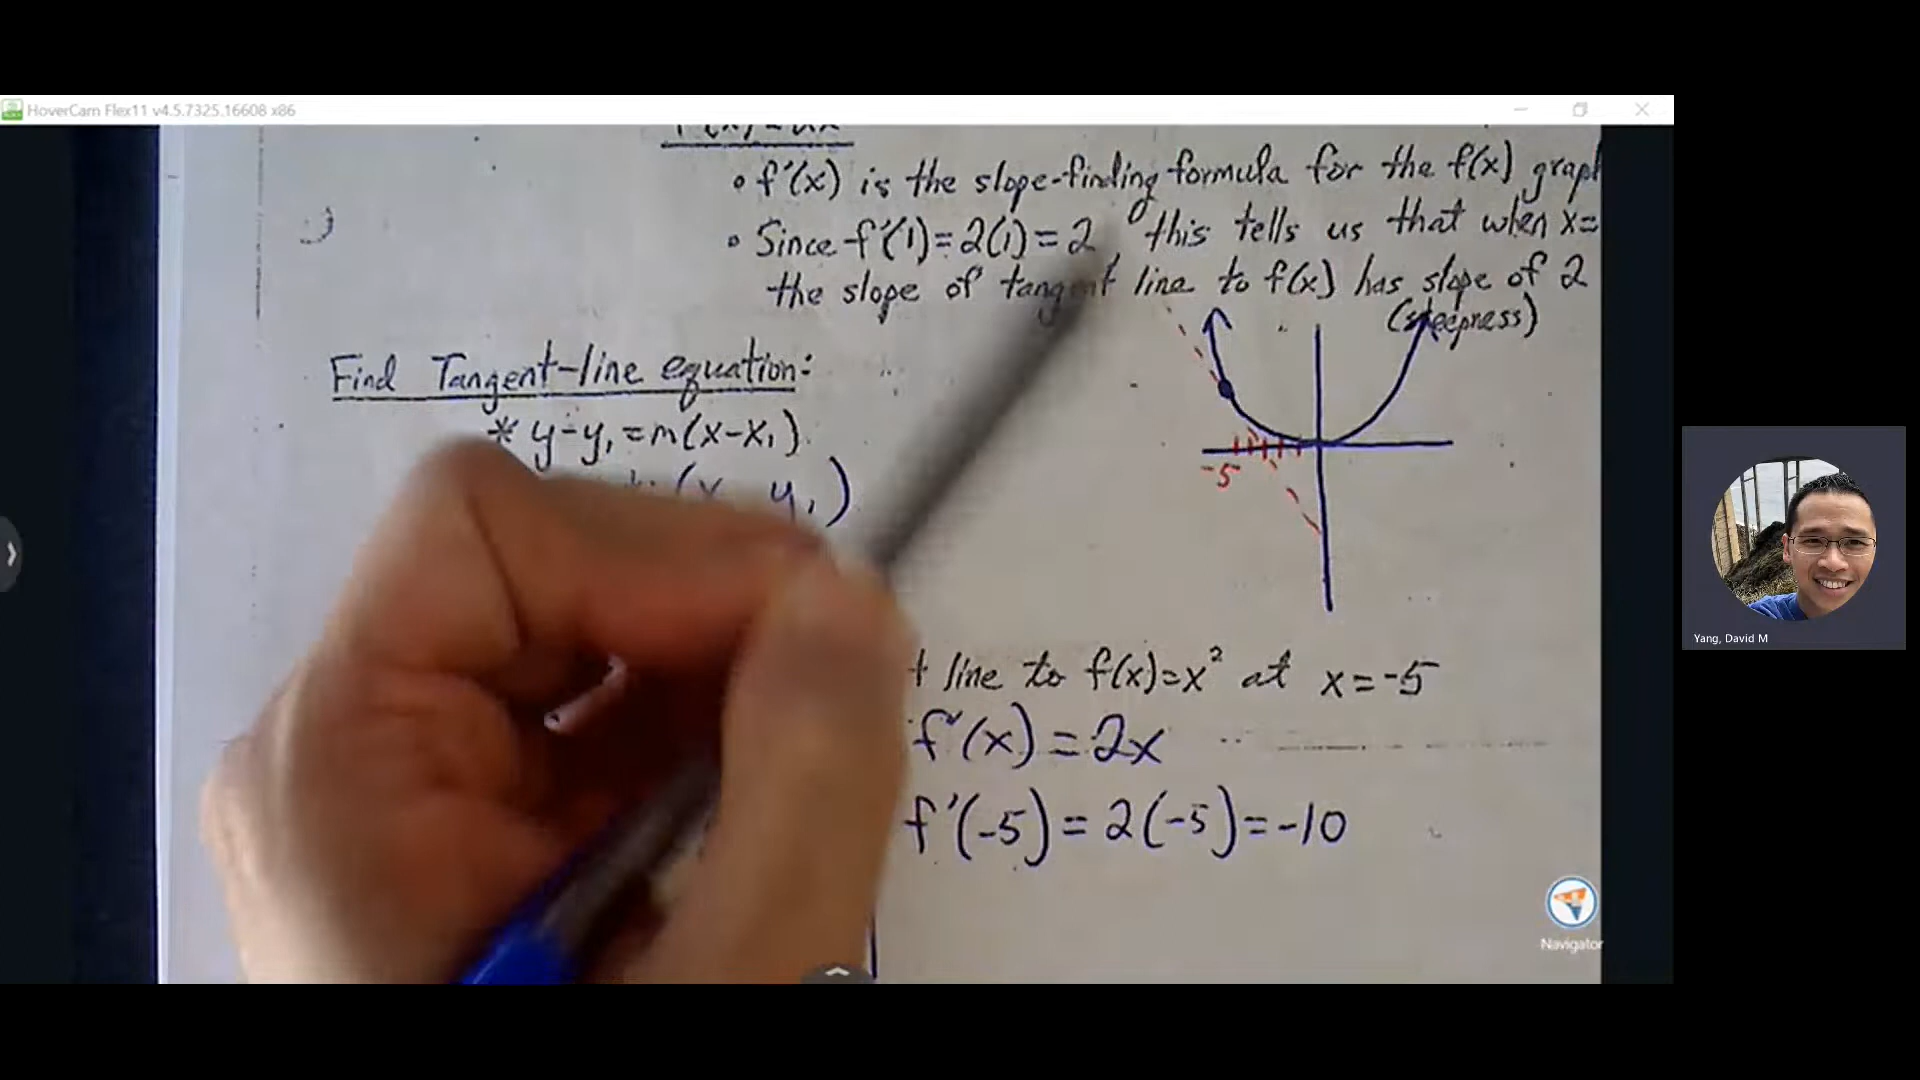 HoverCam Flex11 v4.5.7325.16608 x86
• f'(x) is the slope-finding formula for the f(x) graph
• Since f'(1) = 2(1) = 2, this tells us that when x=
the slope of tangent line to f(x) has slope of 2
(steepness)
Find Tangent-line equation:
* y-y₁ = m(x-x₁)
y₁)
-5
line to f(x)=x² at x=-5
f'(x) = 2x
f'(-5) = 2(-5) = -10
Navigator
Yang, David M